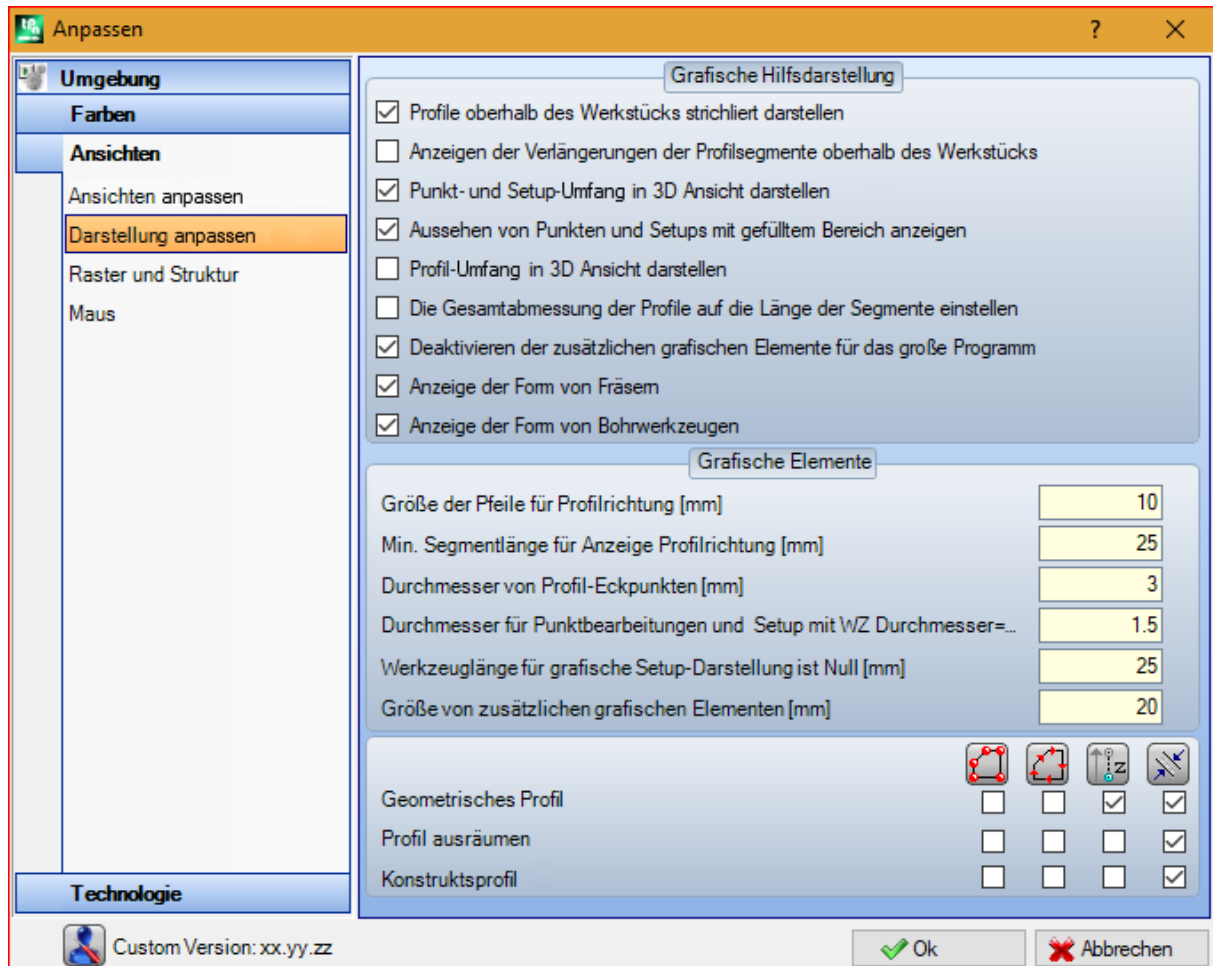 Anpassen
?
Umgebung
Farben
Ansichten
Ansichten anpassen
Darstellung anpassen
Raster und Struktur
Maus
Technologie
Grafische Hilfsdarstellung
Profile oberhalb des Werkstücks strichliert darstellen
Anzeigen der Verlängerungen der Profilsegmente oberhalb des Werkstücks
Punkt- und Setup-Umfang in 3D Ansicht darstellen
Aussehen von Punkten und Setups mit gefülltem Bereich anzeigen
Profil-Umfang in 3D Ansicht darstellen
Die Gesamtabmessung der Profile auf die Länge der Segmente einstellen
Deaktivieren der zusätzlichen grafischen Elemente für das große Programm
Anzeige der Form von Fräsern
Anzeige der Form von Bohrwerkzeugen
Grafische Elemente
Größe der Pfeile für Profilrichtung [mm] 10
Min. Segmentlänge für Anzeige Profilrichtung [mm] 25
Durchmesser von Profil-Eckpunkten [mm] 3
Durchmesser für Punktbearbeitungen und Setup mit WZ Durchmesser=... 1.5
Werkzeuglänge für grafische Setup-Darstellung ist Null [mm] 25
Größe von zusätzlichen grafischen Elementen [mm] 20
z
Geometrisches Profil
Profil ausräumen
Konstruktsprofil
Custom Version: xx.yy.zz
Ok
Abbrechen